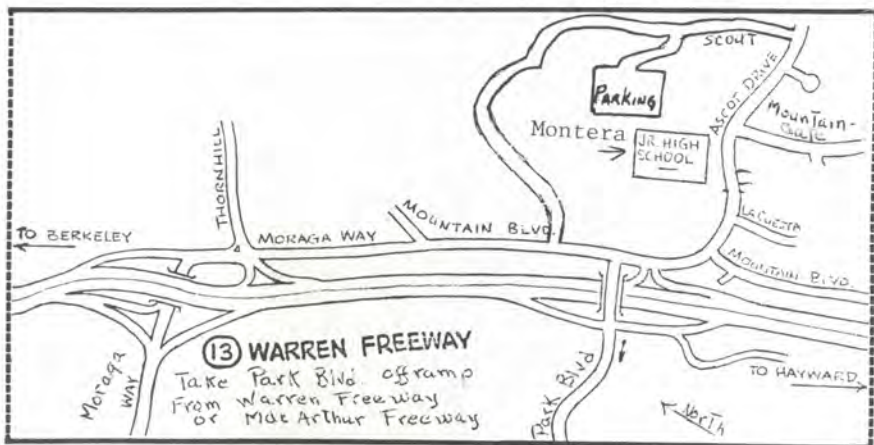 SCOUT
PARKING
ASCOT DRIVE
MOUNTAIN-
Gate
Montera
JR. HIGH
SCHOOL
THORNHILL
LA CUESTA
TO BERKELEY
MORAGA WAY
MOUNTAIN BLVD.
MOUNTAIN BLVD.
13 WARREN FREEWAY
Take Park Blvd. offramp
From Warren Freeway
or MacArthur Freeway
Moraga
WAY
Park Blvd
TO HAYWARD
North